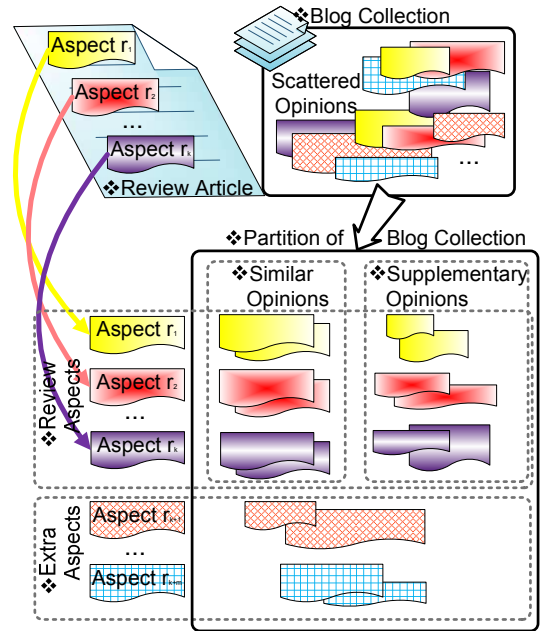 Aspect r1
Aspect r2
...
Aspect rk
❖Review Article
❖Blog Collection
Scattered
Opinions
...
❖Partition of Blog Collection
❖Similar
Opinions
❖Supplementary
Opinions
❖Review
Aspects
Aspect r1
Aspect r2
...
Aspect rk
❖Extra
Aspects
Aspect rk+1
...
Aspect rk+m